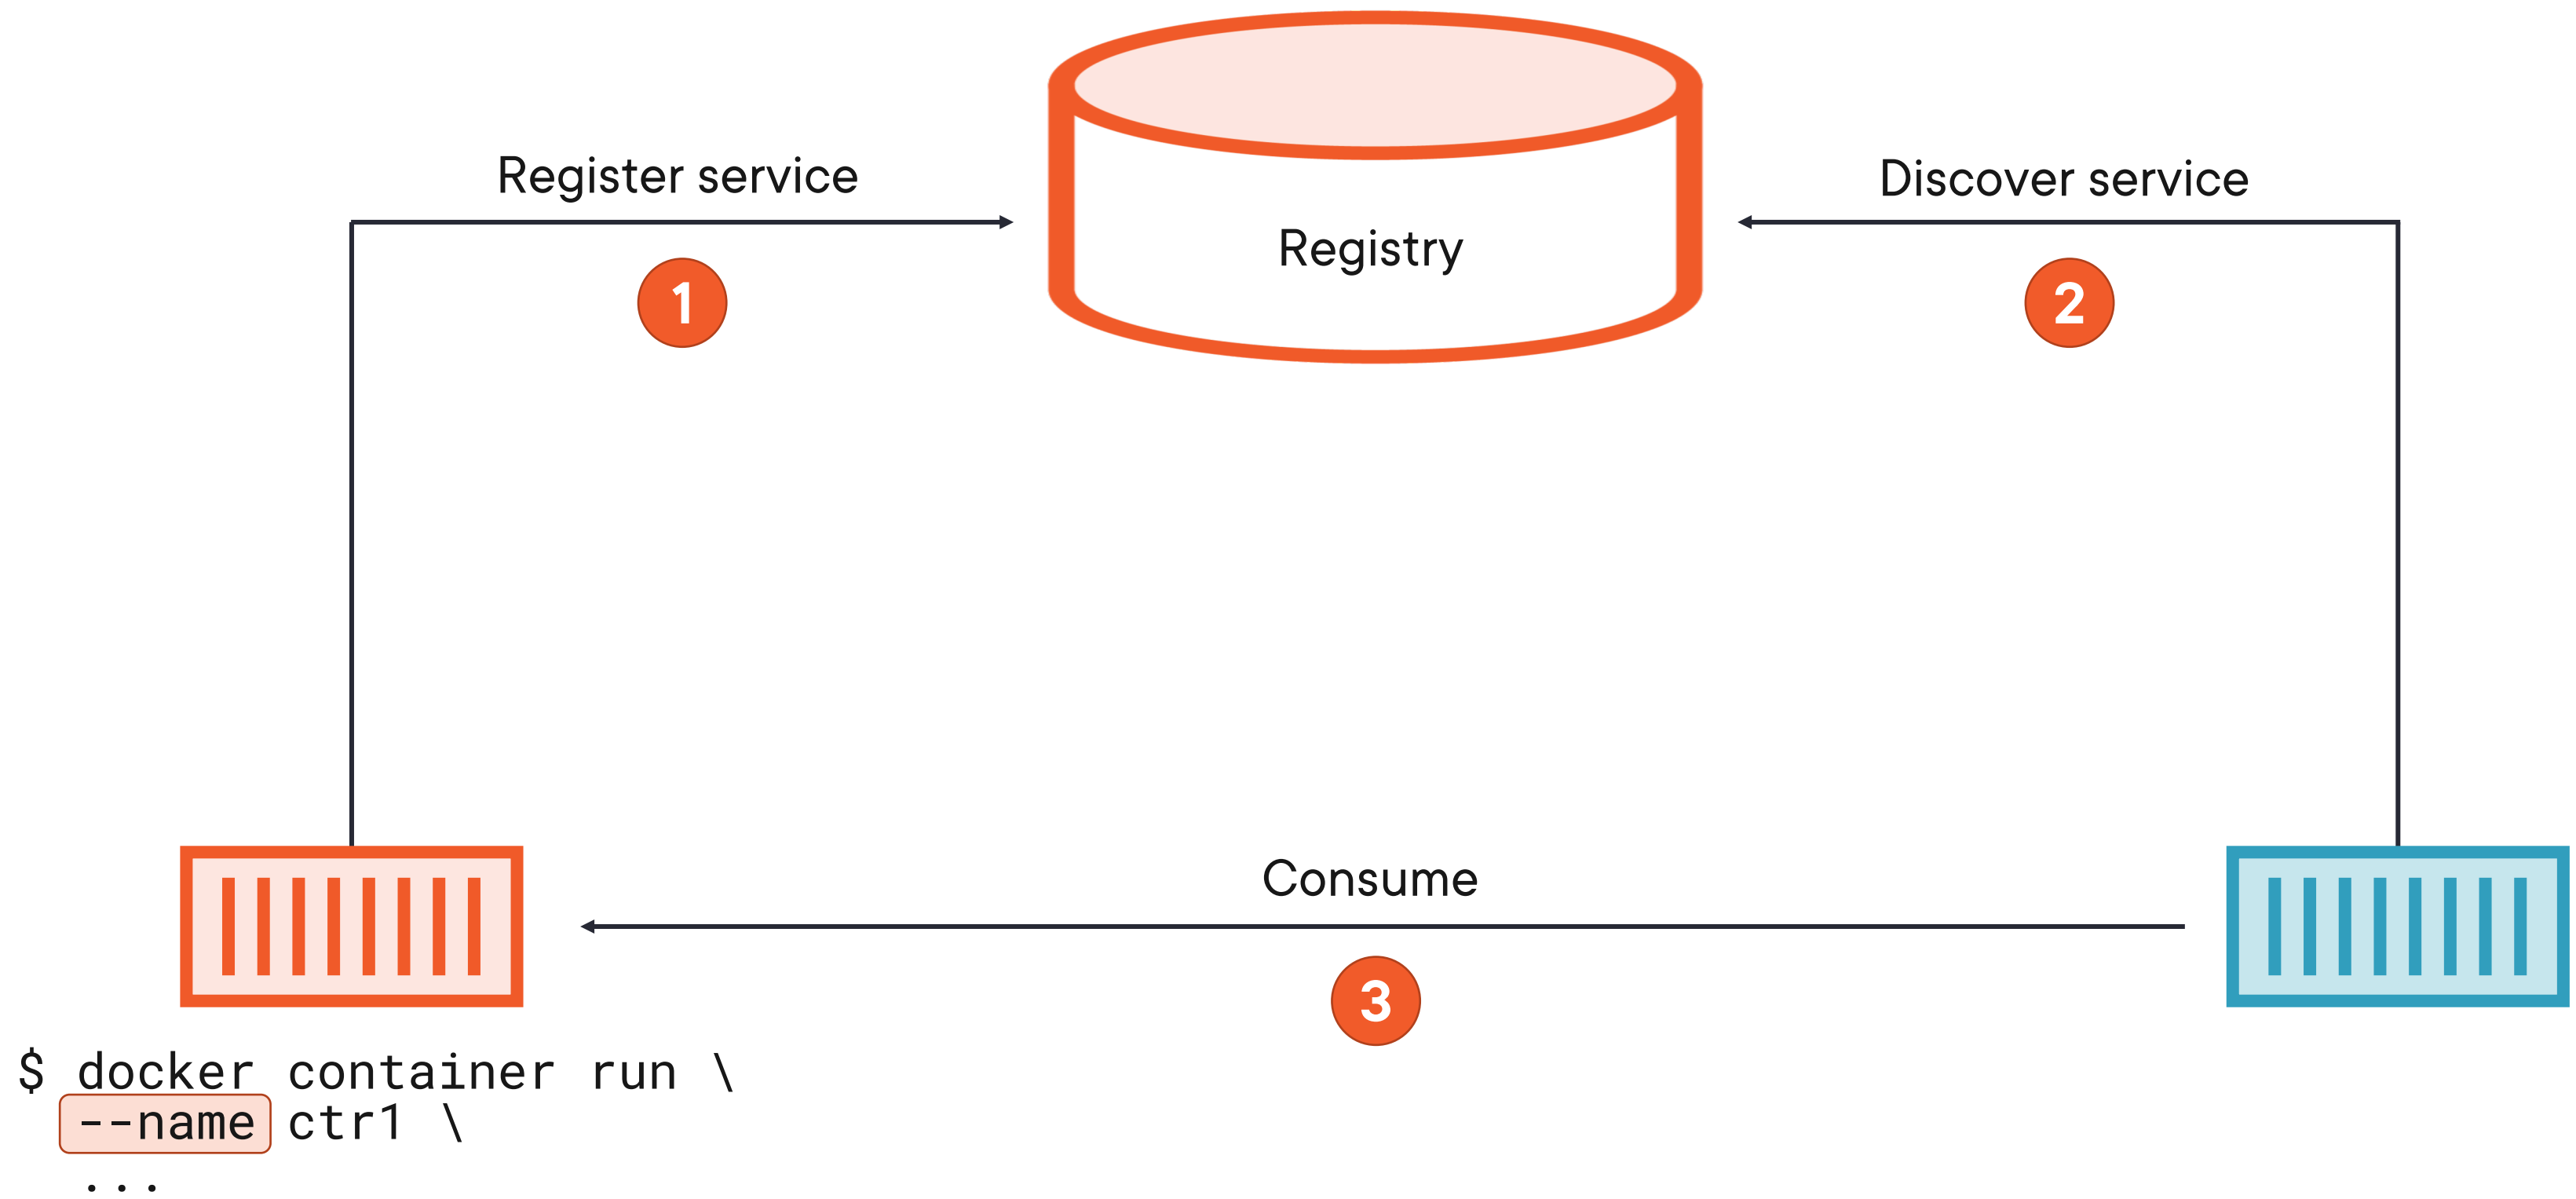 Register service
1
Registry
Discover service
2
Consume
3
$ docker container run \
--name ctr1 \
...